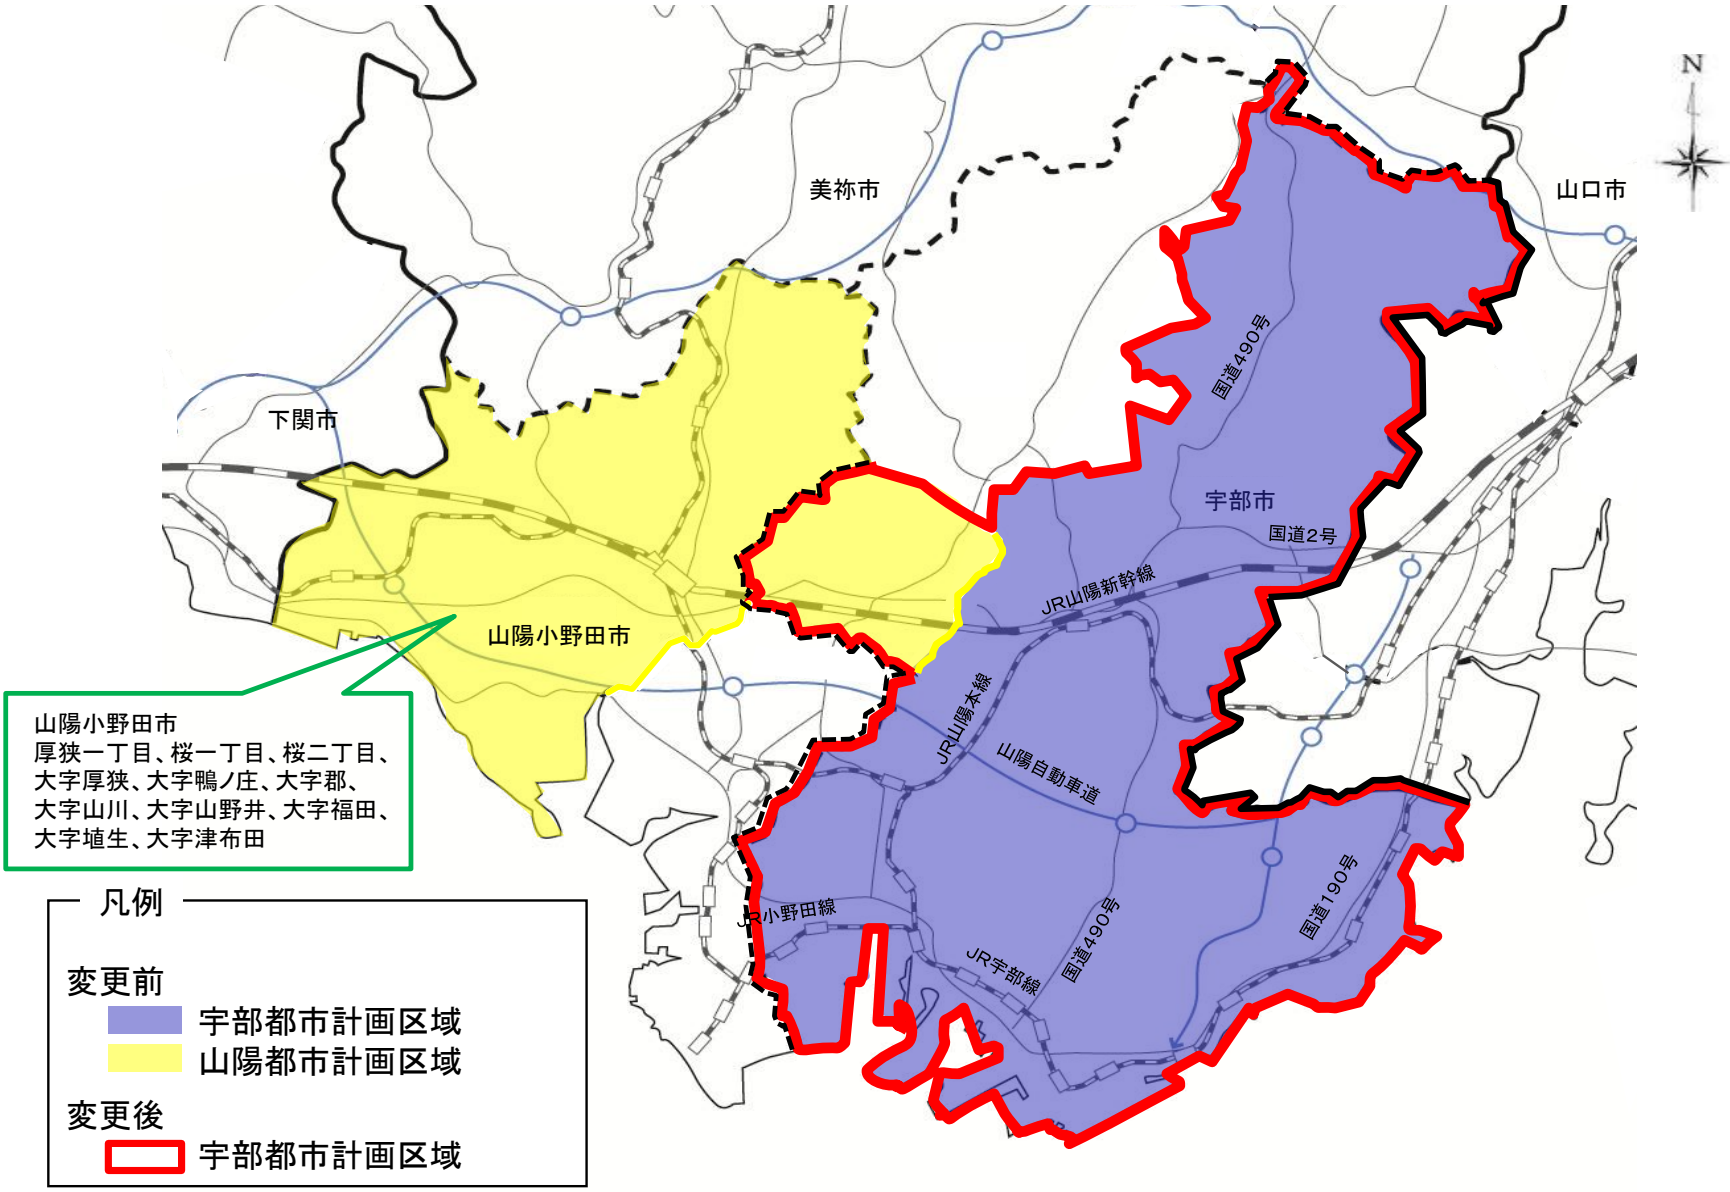 N
美祢市
山口市
下関市
国道490号
宇部市
国道2号
JR山陽新幹線
山陽小野田市
JR山陽本線
山陽自動車道
山陽小野田市
厚狭一丁目、桜一丁目、桜二丁目、
大字厚狭、大字鴨ノ庄、大字郡、
大字山川、大字山野井、大字福田、
大字埴生、大字津布田
国道190号
JR小野田線
国道490号
JR宇部線
凡例
変更前
宇部都市計画区域
山陽都市計画区域
変更後
宇部都市計画区域